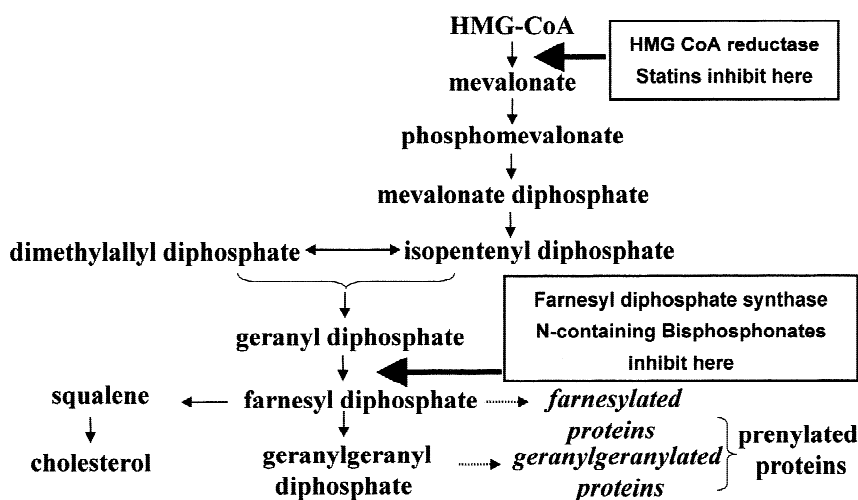 HMG-CoA
HMG CoA reductase
Statins inhibit here
mevalonate
phosphomevalonate
mevalonate diphosphate
dimethylallyl diphosphate
isopentenyl diphosphate
Farnesyl diphosphate synthase
N-containing Bisphosphonates
inhibit here
geranyl diphosphate
squalene
farnesyl diphosphate
farnesylated
proteins
cholesterol
geranylgeranyl
diphosphate
geranylgeranylated
proteins
prenylated
proteins